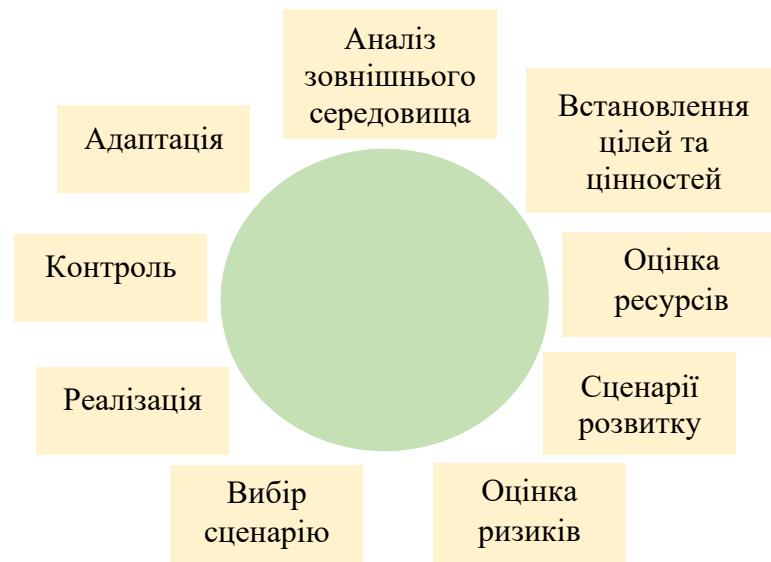 Аналіз
зовнішнього
середовища
Встановлення
цілей та
цінностей
Оцінка
ресурсів
Сценарії
розвитку
Оцінка
ризиків
Вибір
сценарію
Реалізація
Контроль
Адаптація